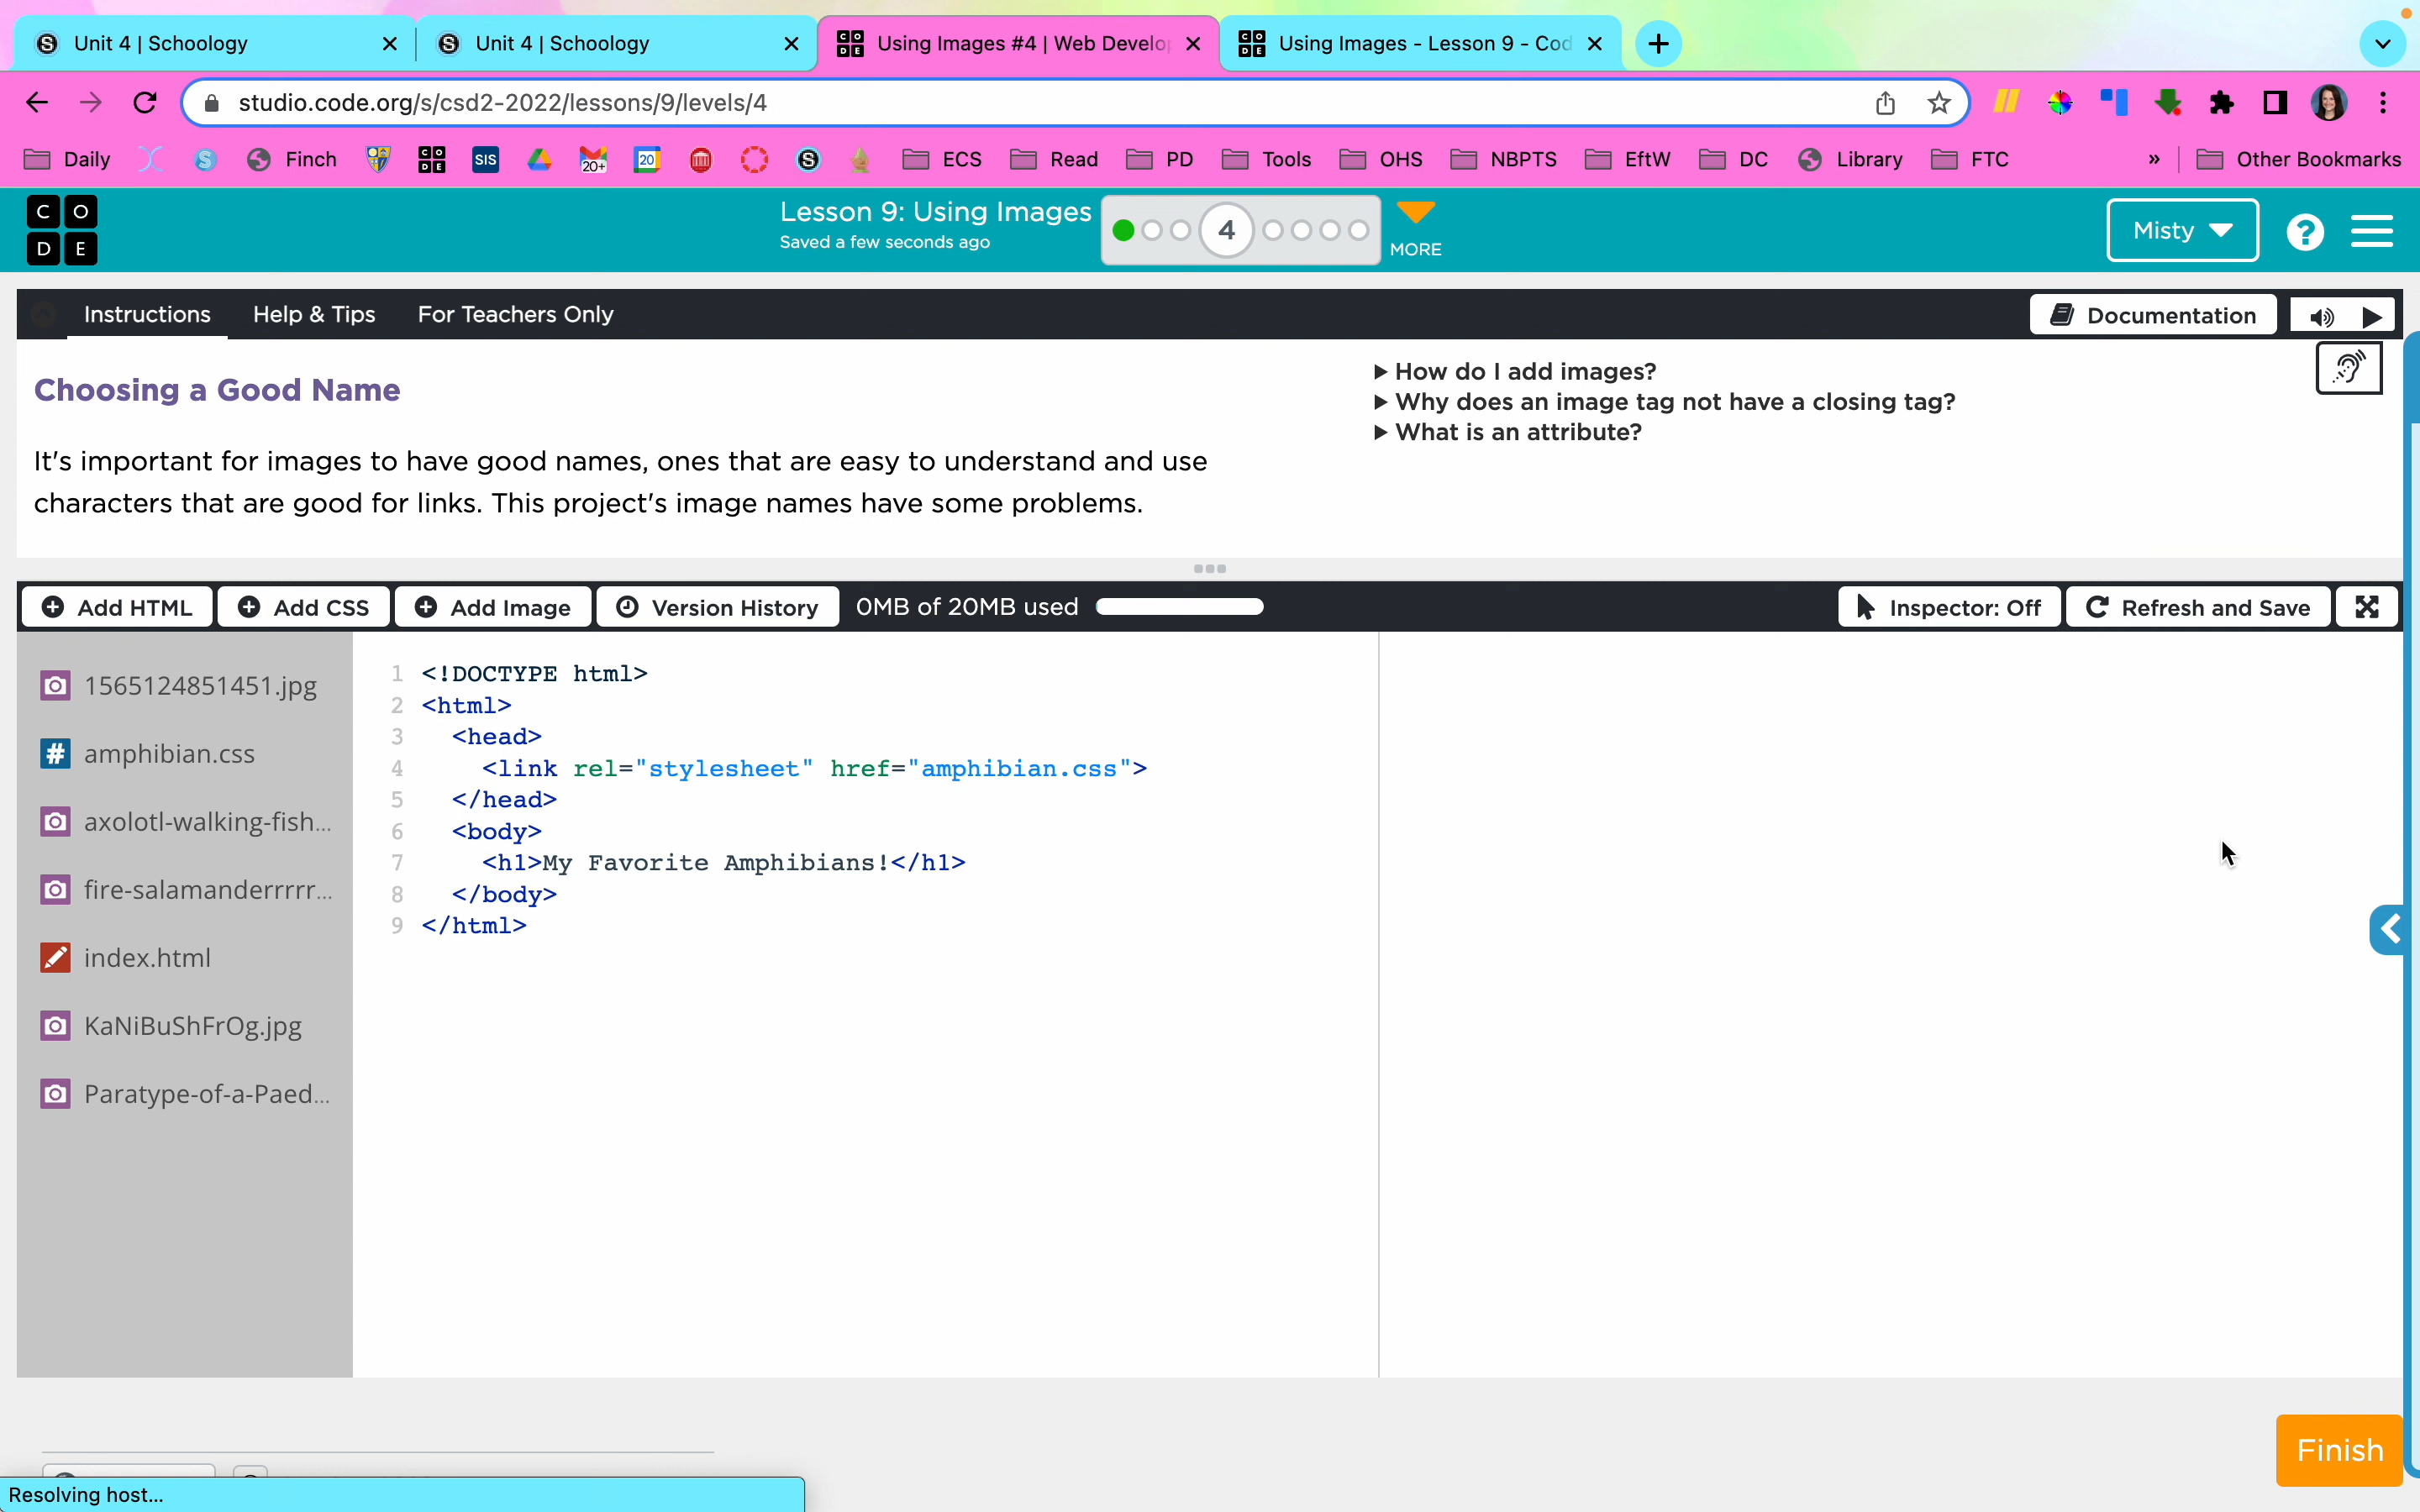 Unit 4 | Schoology
Unit 4 | Schoology
Using Images #4 | Web Develop
Using Images - Lesson 9 - Cod
studio.code.org/s/csd2-2022/lessons/9/levels/4
Daily
Finch
CODE
SIS
20+
20
ECS
Read
PD
Tools
OHS
NBPTS
EftW
DC
Library
FTC
»
Other Bookmarks
C O
D E
Lesson 9: Using Images
Saved a few seconds ago
4
MORE
Misty
?
Instructions
Help & Tips
For Teachers Only
Documentation
Choosing a Good Name
It's important for images to have good names, ones that are easy to understand and use
characters that are good for links. This project's image names have some problems.
How do I add images?
Why does an image tag not have a closing tag?
What is an attribute?
Add HTML
Add CSS
Add Image
Version History
0MB of 20MB used
Inspector: Off
Refresh and Save
1565124851451.jpg
# amphibian.css
axolotl-walking-fish...
fire-salamanderrrrr...
index.html
KaNiBuShFrOg.jpg
Paratype-of-a-Paed...
1 <!DOCTYPE html>
2 <html>
3 <head>
4 <link rel="stylesheet" href="amphibian.css">
5 </head>
6 <body>
7 <h1>My Favorite Amphibians!</h1>
8 </body>
9 </html>
Finish
Resolving host...